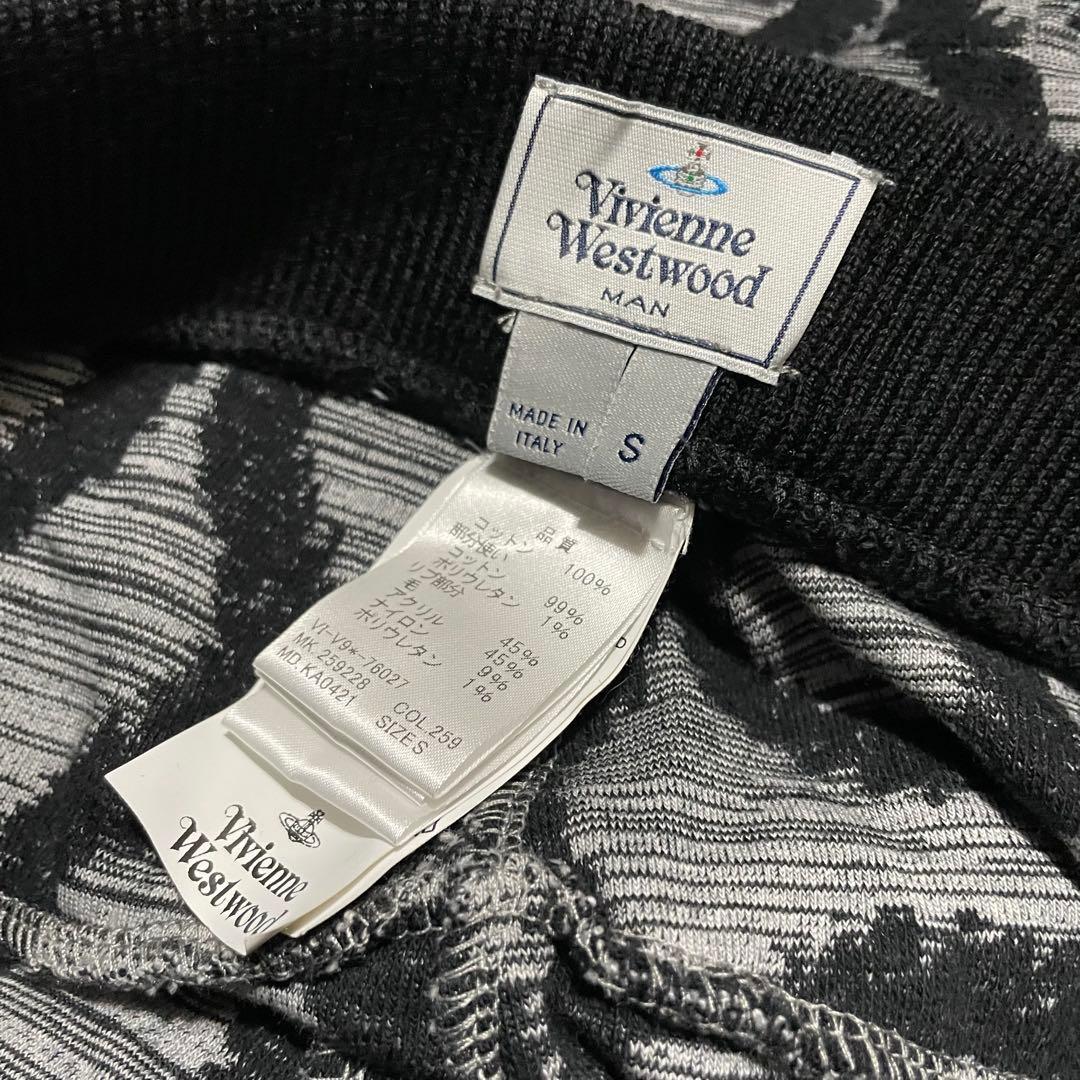 Vivienne
Westwood
MAN
MADE IN
ITALY
S
品質
コットン 100%
部分使い
コットン 99%
ポリウレタン 1%
リブ部分
毛 45%
アクリル 45%
ナイロン 9%
ポリウレタン 1%
VI-V9*-76027
MK.259228 COL.259
MD.KA0421 SIZES
Vivienne
Westwood